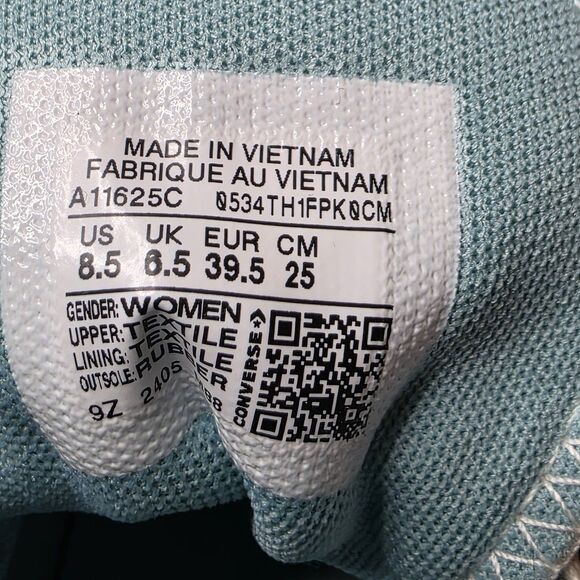 MADE IN VIETNAM
FABRIQUE AU VIETNAM
A11625C 0534TH1FPK0CM
US UK EUR CM
8.5 6.5 39.5 25
GENDER: WOMEN
UPPER: TEXTILE
LINING: TEXTILE
OUTSOLE: RUBBER
9Z 2405
CONVERSE